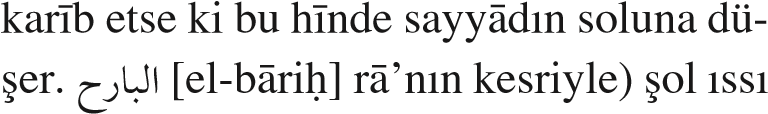 karīb etse ki bu hīnde sayyādın soluna dü-
şer. البارح [el-bāriḥ] rā’nın kesriyle) şol ıssı